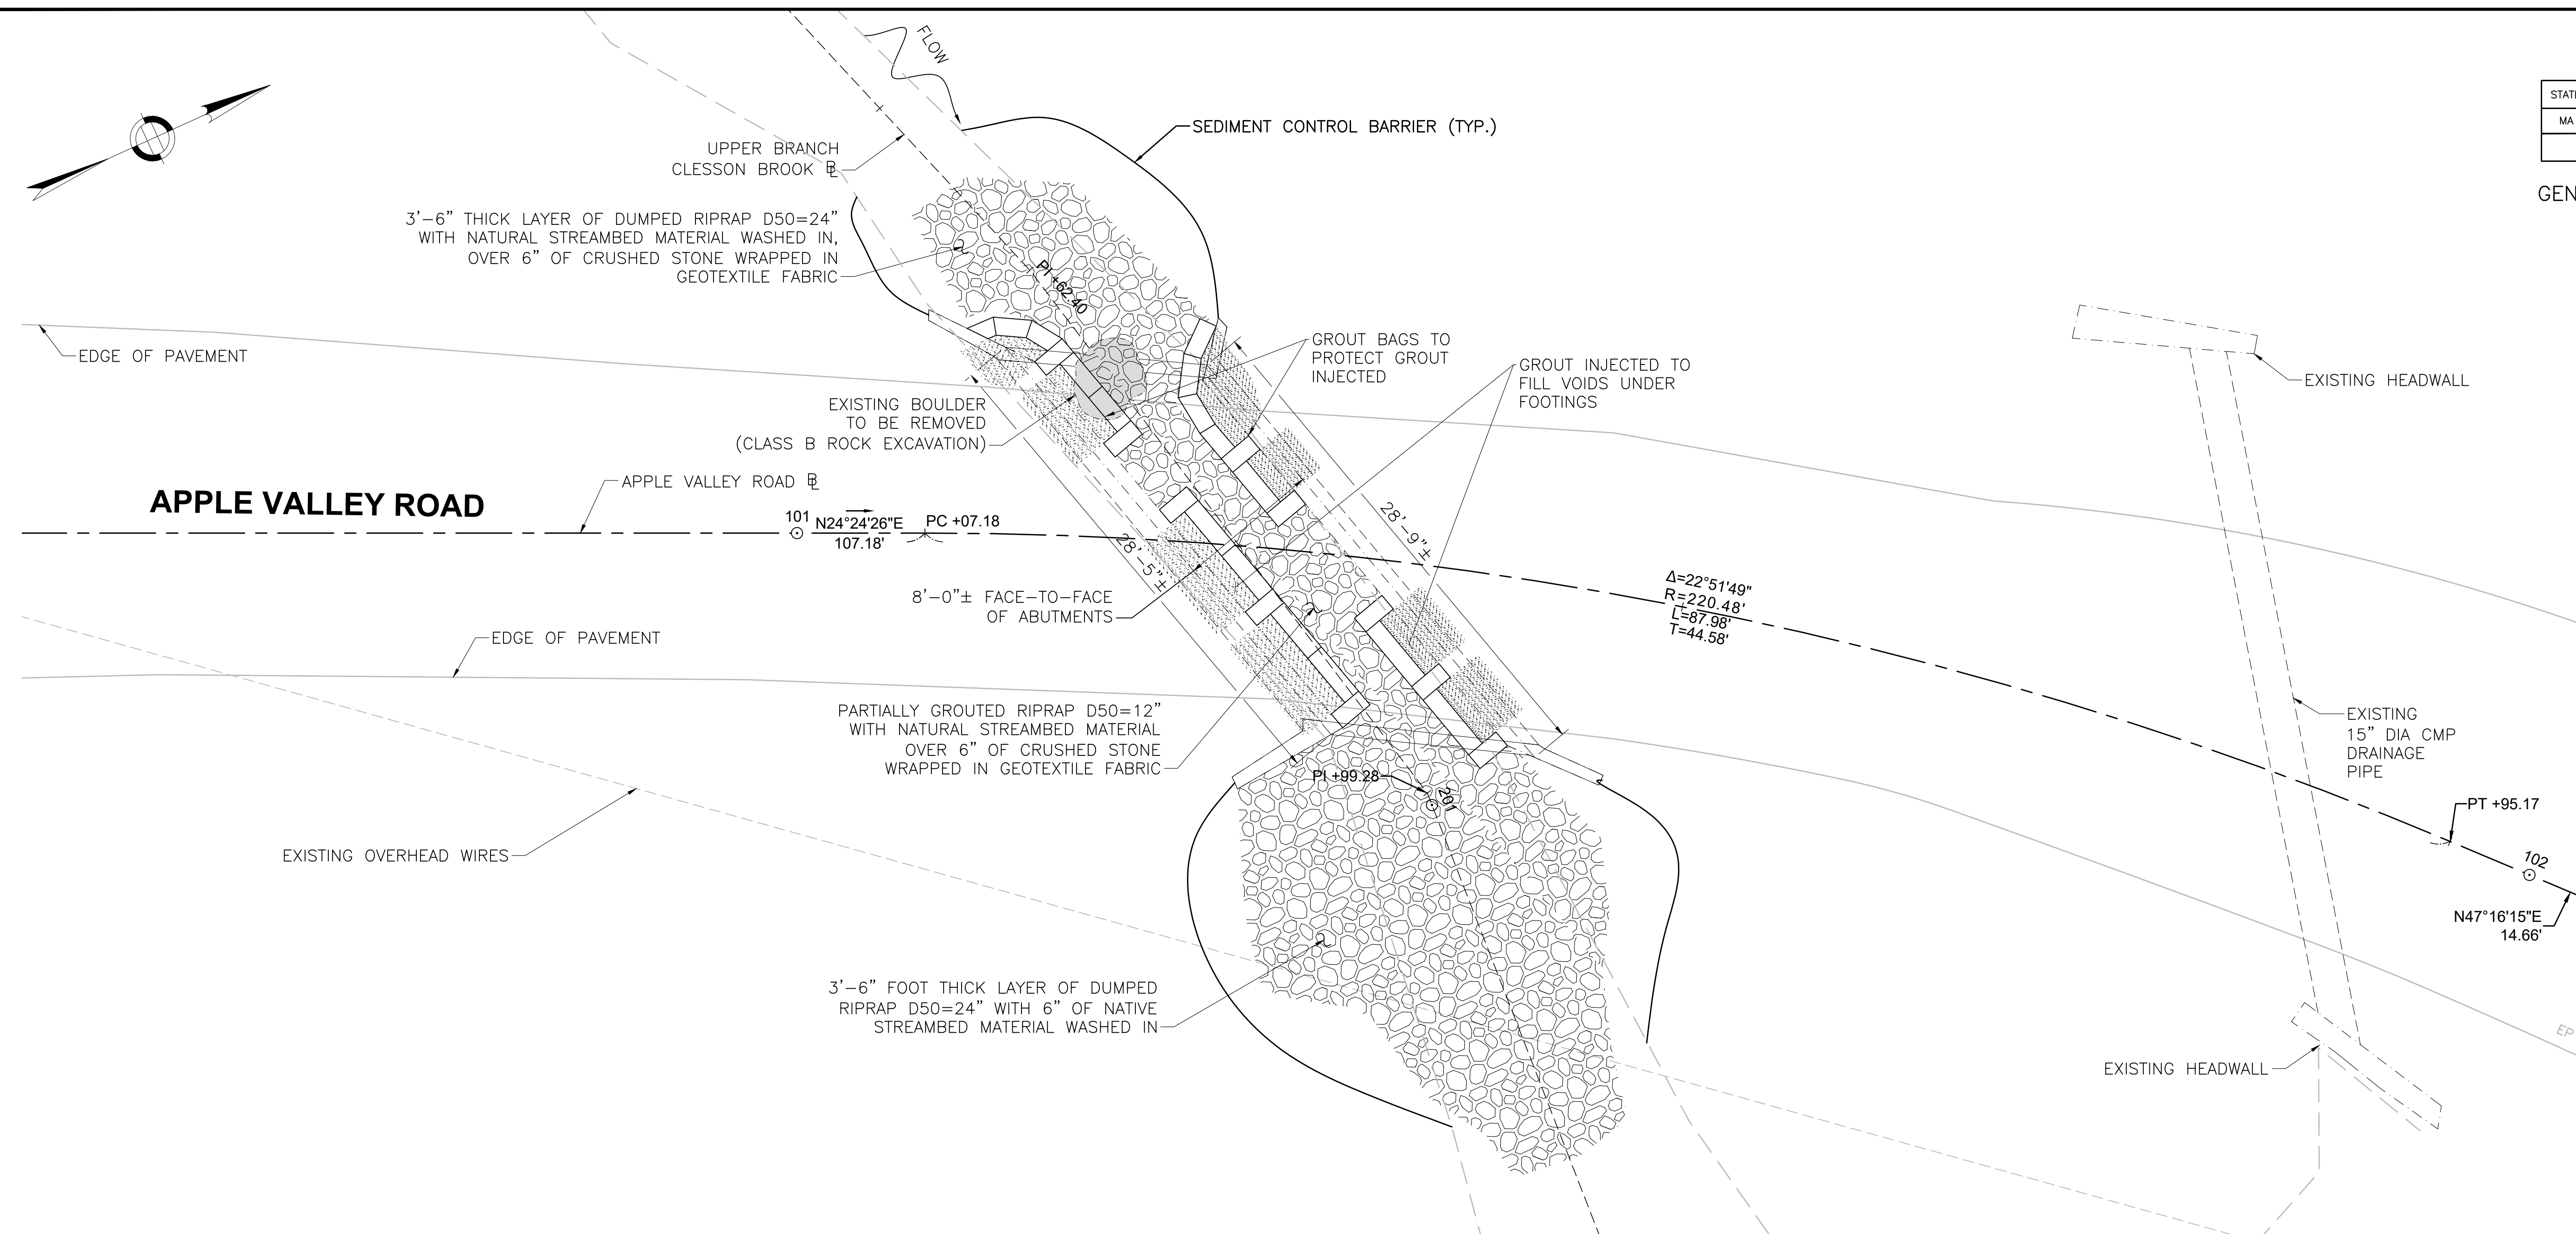 FLOW
SEDIMENT CONTROL BARRIER (TYP.)
STATE
MA
GEN
UPPER BRANCH
CLESSON BROOK ⅊
3'-6" THICK LAYER OF DUMPED RIPRAP D50=24"
WITH NATURAL STREAMBED MATERIAL WASHED IN,
OVER 6" OF CRUSHED STONE WRAPPED IN
GEOTEXTILE FABRIC
PI +62.40
EDGE OF PAVEMENT
GROUT BAGS TO
PROTECT GROUT
INJECTED
GROUT INJECTED TO
FILL VOIDS UNDER
FOOTINGS
EXISTING HEADWALL
EXISTING BOULDER
TO BE REMOVED
(CLASS B ROCK EXCAVATION)
APPLE VALLEY ROAD
APPLE VALLEY ROAD ⅊
101
N24°24'26"E
107.18'
PC +07.18
28'-5"±
28'-9"±
8'-0"± FACE-TO-FACE
OF ABUTMENTS
Δ=22°51'49"
R=220.48'
L=87.98'
T=44.58'
EDGE OF PAVEMENT
PARTIALLY GROUTED RIPRAP D50=12"
WITH NATURAL STREAMBED MATERIAL
OVER 6" OF CRUSHED STONE
WRAPPED IN GEOTEXTILE FABRIC
PI +99.28
201
EXISTING
15" DIA CMP
DRAINAGE
PIPE
PT +95.17
102
N47°16'15"E
14.66'
EXISTING OVERHEAD WIRES
3'-6" FOOT THICK LAYER OF DUMPED
RIPRAP D50=24" WITH 6" OF NATIVE
STREAMBED MATERIAL WASHED IN
EP
EXISTING HEADWALL